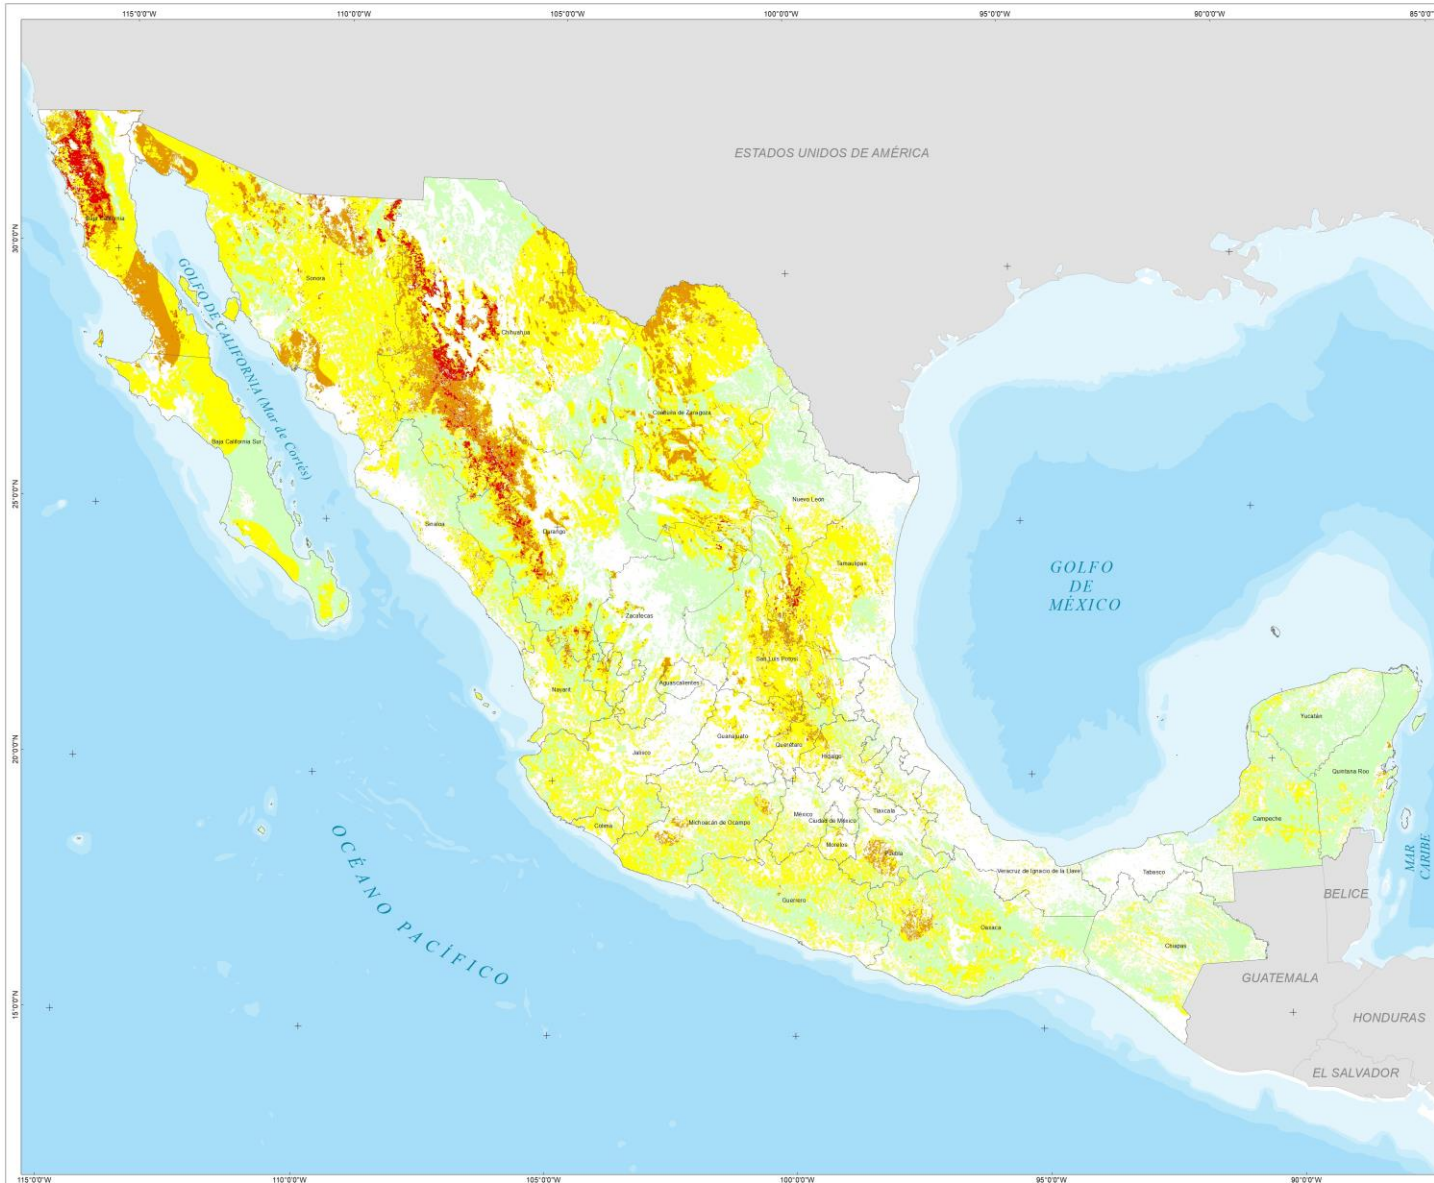 115°0'0"W
110°0'0"W
105°0'0"W
100°0'0"W
95°0'0"W
90°0'0"W
85°0'0"W
ESTADOS UNIDOS DE AMÉRICA
30°0'0"N
Baja California
Sonora
Chihuahua
GOLFO DE CALIFORNIA (Mar de Cortés)
Coahuila de Zaragoza
Baja California Sur
25°0'0"N
Nuevo León
Sinaloa
Durango
Tamaulipas
GOLFO
DE
MÉXICO
Zacatecas
San Luis Potosí
Aguascalientes
Nayarit
Yucatán
20°0'0"N
Guanajuato
Querétaro
Jalisco
Hidalgo
Quintana Roo
Tlaxcala
México
Ciudad de México
Colima
Michoacán de Ocampo
Campeche
Morelos
Puebla
MAR
CARIBE
Veracruz de Ignacio de la Llave
Tabasco
BELICE
Guerrero
Oaxaca
Chiapas
OCÉANO PACÍFICO
GUATEMALA
15°0'0"N
HONDURAS
EL SALVADOR
115°0'0"W
110°0'0"W
105°0'0"W
100°0'0"W
95°0'0"W
90°0'0"W